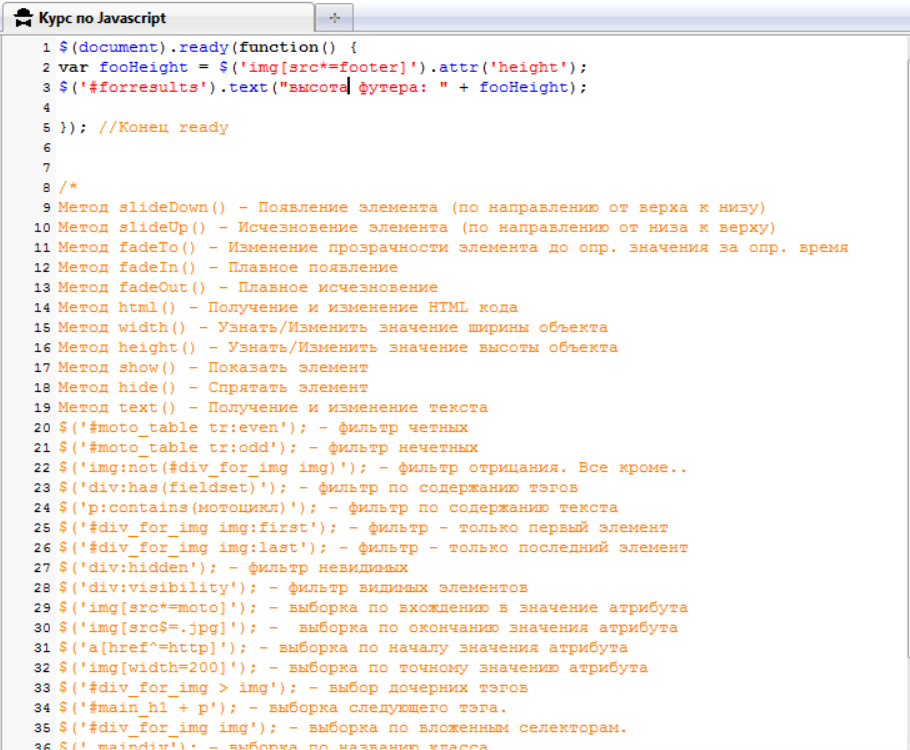 Курс по Javascript
1 $(document).ready(function() {
2 var fooHeight = $('img[src*=footer]').attr('height');
3 $('#forresults').text("высота футера: " + fooHeight);
4
5 }); //Конец ready
6
7
8 /*
9 Метод slideDown() - Появление элемента (по направлению от верха к низу)
10 Метод slideUp() - Исчезновение элемента (по направлению от низа к верху)
11 Метод fadeTo() - Изменение прозрачности элемента до опр. значения за опр. время
12 Метод fadeIn() - Плавное появление
13 Метод fadeOut() - Плавное исчезновение
14 Метод html() - Получение и изменение HTML кода
15 Метод width() - Узнать/Изменить значение ширины объекта
16 Метод height() - Узнать/Изменить значение высоты объекта
17 Метод show() - Показать элемент
18 Метод hide() - Спрятать элемент
19 Метод text() - Получение и изменение текста
20 $('#moto_table tr:even'); - фильтр четных
21 $('#moto_table tr:odd'); - фильтр нечетных
22 $('img:not(#div_for_img img)'); - фильтр отрицания. Все кроме..
23 $('div:has(fieldset)'); - фильтр по содержанию тэгов
24 $('p:contains(мотоцикл)'); - фильтр по содержанию текста
25 $('#div_for_img img:first'); - фильтр - только первый элемент
26 $('#div_for_img img:last'); - фильтр - только последний элемент
27 $('div:hidden'); - фильтр невидимых
28 $('div:visibility'); - фильтр видимых элементов
29 $('img[src*=moto]'); - выборка по вхождению в значение атрибута
30 $('img[src$=.jpg]'); -  выборка по окончанию значения атрибута
31 $('a[href^=http]'); - выборка по началу значения атрибута
32 $('img[width=200]'); - выборка по точному значению атрибута
33 $('#div_for_img > img'); - выбор дочерних тэгов
34 $('#main_h1 + p'); - выборка следующего тэга.
35 $('#div_for_img img'); - выборка по вложенным селекторам.
36 $('.maindiv'); - выборка по названию класса